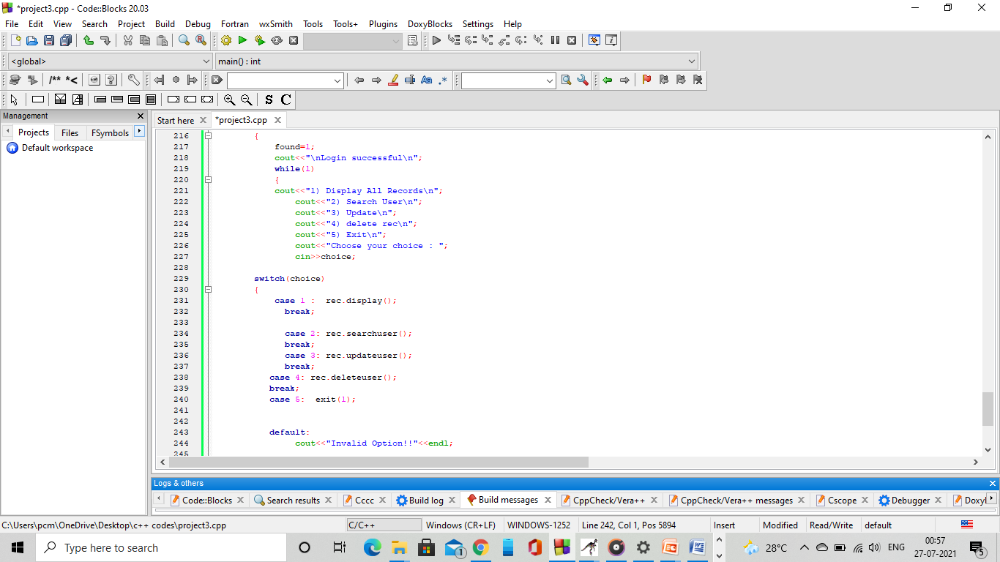 *project3.cpp - Code::Blocks 20.03
File Edit View Search Project Build Debug Fortran wxSmith Tools Tools+ Plugins DoxyBlocks Settings Help
<global> main() : int
/** *< Aa .*
S C
Management
Projects Files FSymbols
Default workspace
Start here *project3.cpp
216 {
217 found=1;
218 cout<<"\nLogin successful\n";
219 while(1)
220 {
221 cout<<"1) Display All Records\n";
222 cout<<"2) Search User\n";
223 cout<<"3) Update\n";
224 cout<<"4) delete rec\n";
225 cout<<"5) Exit\n";
226 cout<<"Choose your choice : ";
227 cin>>choice;
228
229 switch(choice)
230 {
231 case 1 : rec.display();
232 break;
233
234 case 2: rec.searchuser();
235 break;
236 case 3: rec.updateuser();
237 break;
238 case 4: rec.deleteuser();
239 break;
240 case 5: exit(1);
241
242
243 default:
244 cout<<"Invalid Option!!"<<endl;
245
Logs & others
Code::Blocks Search results Cccc Build log Build messages CppCheck/Vera++ CppCheck/Vera++ messages Cscope Debugger Doxyl
C:\Users\pcm\OneDrive\Desktop\c++ codes\project3.cpp C/C++ Windows (CR+LF) WINDOWS-1252 Line 242, Col 1, Pos 5894 Insert Modified Read/Write default
Type here to search 1 28°C ENG 00:57
27-07-2021 5